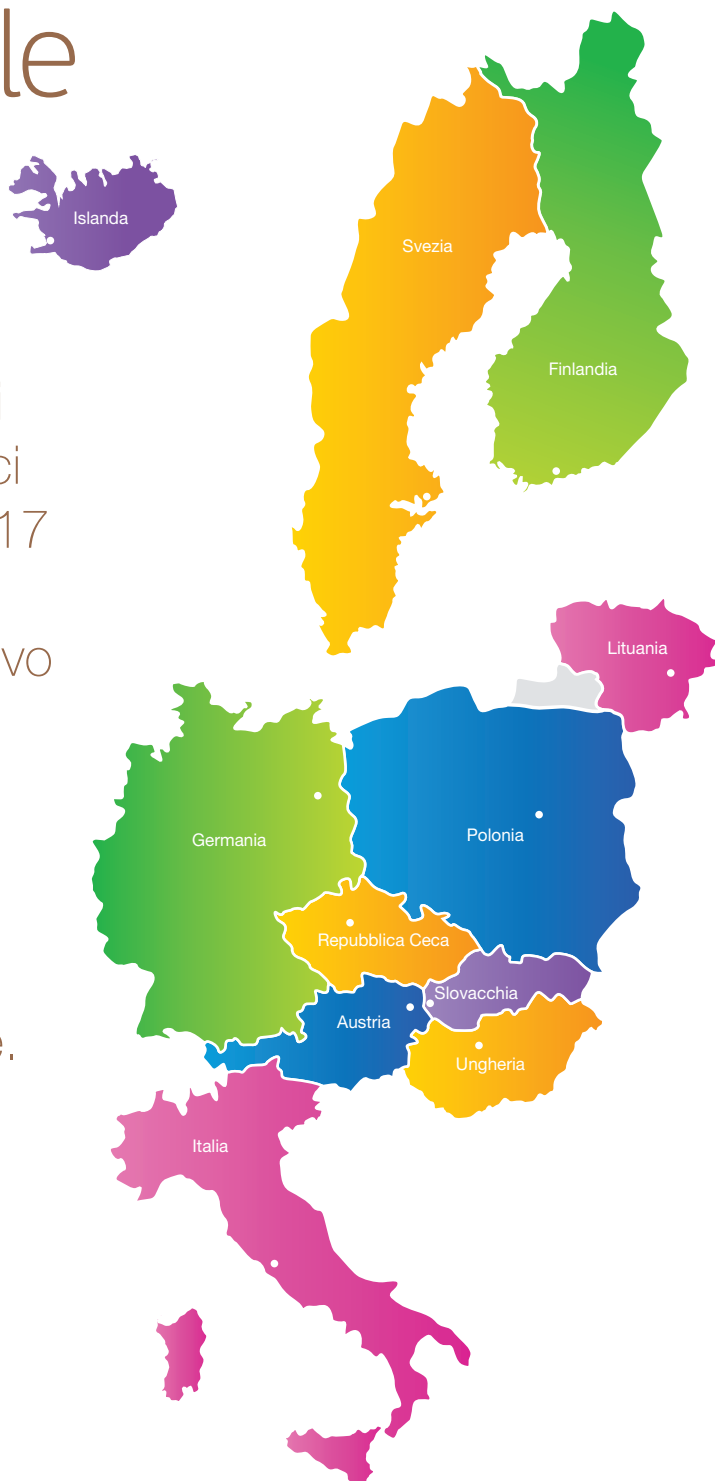 le
Islanda
Svezia
Finlandia
i
ci
17
vo
Lituania
Germania
Polonia
Repubblica Ceca
Slovacchia
Austria
e.
Ungheria
Italia